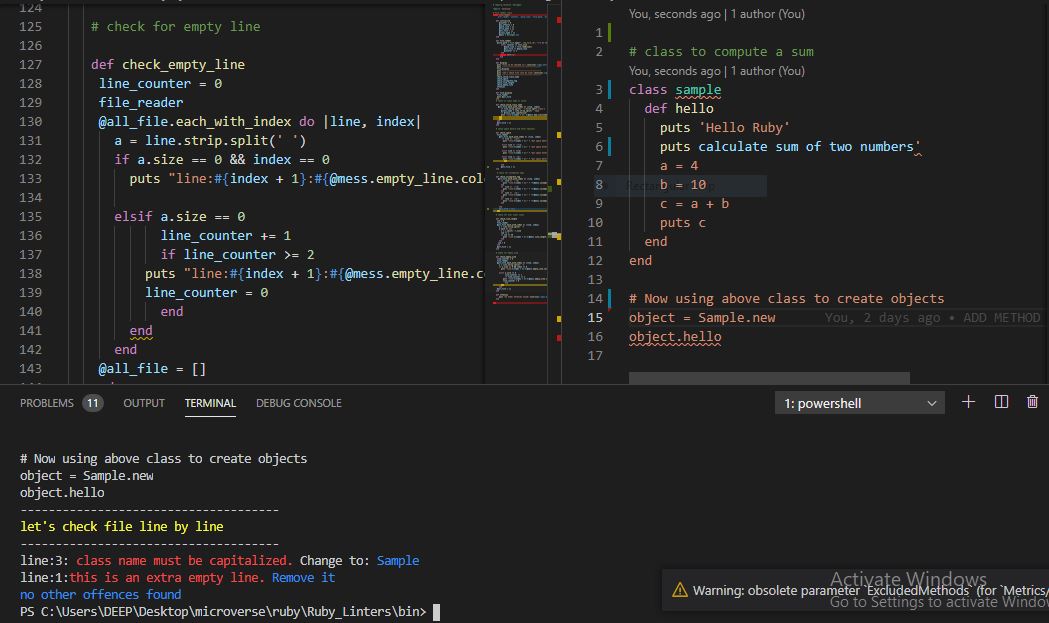 124
125 # check for empty line
126
127 def check_empty_line
128 line_counter = 0
129 file_reader
130 @all_file.each_with_index do |line, index|
131 a = line.strip.split(' ')
132 if a.size == 0 && index == 0
133 puts "line:#{index + 1}:#{@mess.empty_line.colo
134
135 elsif a.size == 0
136 line_counter += 1
137 if line_counter >= 2
138 puts "line:#{index + 1}:#{@mess.empty_line.c
139 line_counter = 0
140 end
141 end
142 end
143 @all_file = []
You, seconds ago | 1 author (You)
1
2 # class to compute a sum
You, seconds ago | 1 author (You)
3 class sample
4 def hello
5 puts 'Hello Ruby'
6 puts calculate sum of two numbers'
7 a = 4
8 b = 10
9 c = a + b
10 puts c
11 end
12 end
13
14 # Now using above class to create objects
15 object = Sample.new You, 2 days ago • ADD METHOD
16 object.hello
17
PROBLEMS 11 OUTPUT TERMINAL DEBUG CONSOLE 1: powershell
# Now using above class to create objects
object = Sample.new
object.hello
-----------------------------------
let's check file line by line
-----------------------------------
line:3: class name must be capitalized. Change to: Sample
line:1:this is an extra empty line. Remove it
no other offences found
PS C:\Users\DEEP\Desktop\microverse\ruby\Ruby_Linters\bin>
Warning: obsolete parameter `ExcludedMethods` (for `Metrics/
Activate Windows
Go to Settings to activate Windo